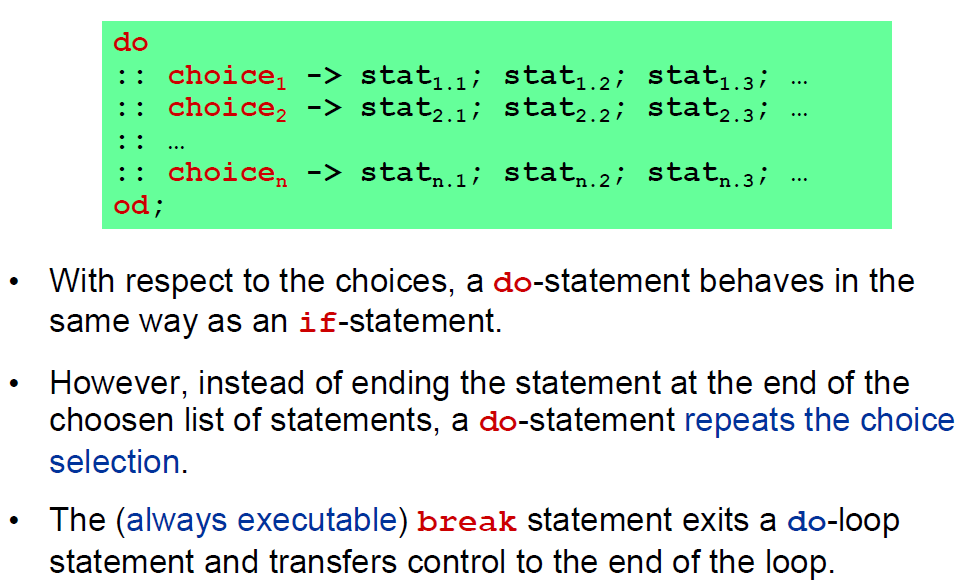 do
:: choice1 -> stat1.1; stat1.2; stat1.3; …
:: choice2 -> stat2.1; stat2.2; stat2.3; …
:: …
:: choicen -> statn.1; statn.2; statn.3; …
od;
• With respect to the choices, a do-statement behaves in the
same way as an if-statement.
• However, instead of ending the statement at the end of the
choosen list of statements, a do-statement repeats the choice
selection.
• The (always executable) break statement exits a do-loop
statement and transfers control to the end of the loop.